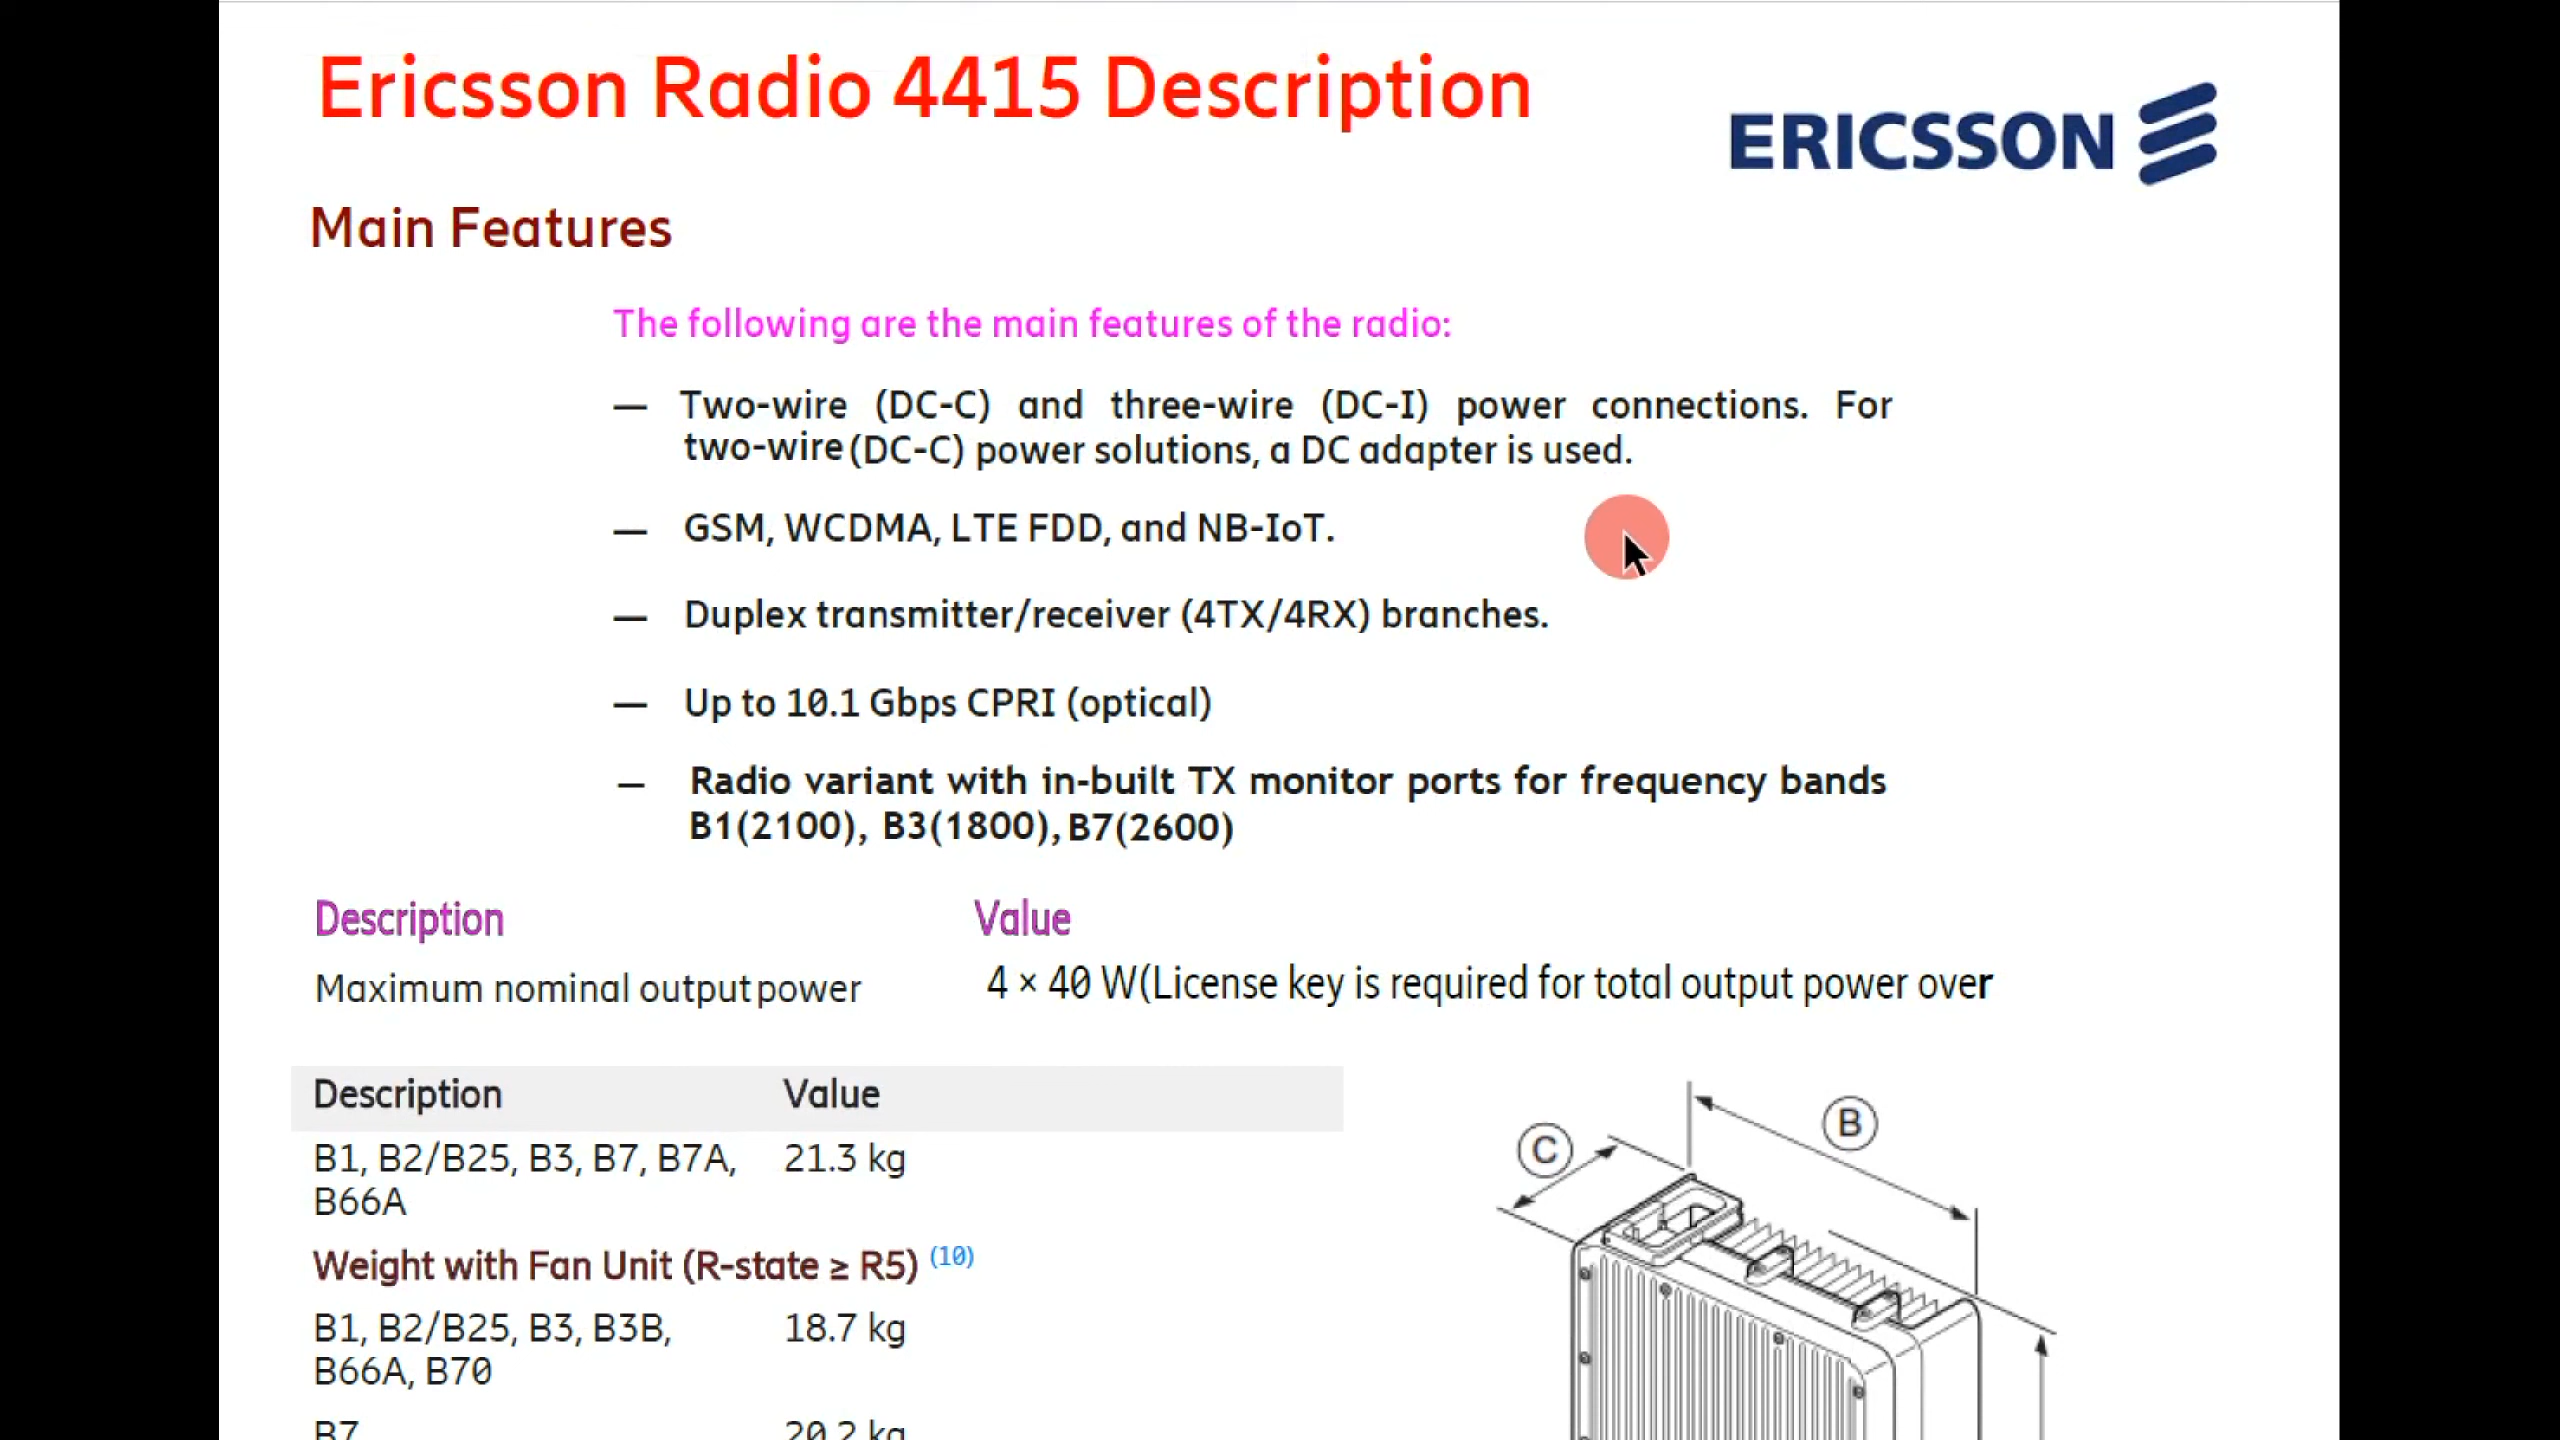 Ericsson Radio 4415 Description
ERICSSON
Main Features
The following are the main features of the radio:
— Two-wire (DC-C) and three-wire (DC-I) power connections. For
two-wire (DC-C) power solutions, a DC adapter is used.
— GSM, WCDMA, LTE FDD, and NB-IoT.
— Duplex transmitter/receiver (4TX/4RX) branches.
— Up to 10.1 Gbps CPRI (optical)
— Radio variant with in-built TX monitor ports for frequency bands
B1(2100), B3(1800), B7(2600)
Description Value
Maximum nominal output power 4 × 40 W(License key is required for total output power over
Description Value
B1, B2/B25, B3, B7, B7A, 21.3 kg
B66A
Weight with Fan Unit (R-state ≥ R5) (10)
B1, B2/B25, B3, B3B, 18.7 kg
B66A, B70
B7 20.2 kg
B
C